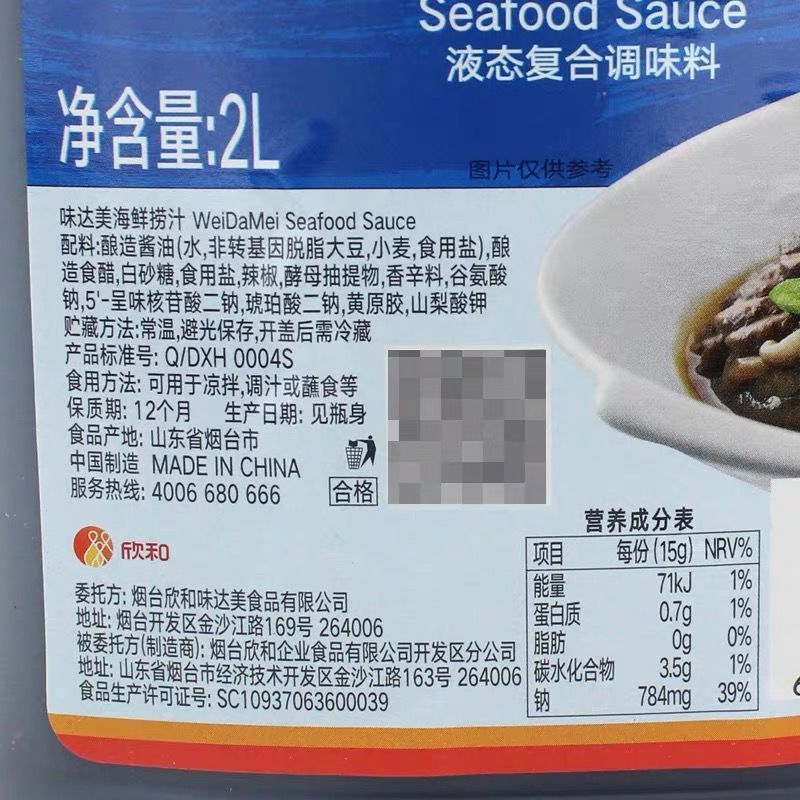 Seafood Sauce
液态复合调味料
净含量:2L
图片仅供参考
味达美海鲜捞汁 WeiDaMei Seafood Sauce
配料:酿造酱油(水,非转基因脱脂大豆,小麦,食用盐),酿
造食醋,白砂糖,食用盐,辣椒,酵母抽提物,香辛料,谷氨酸
钠,5'-呈味核苷酸二钠,琥珀酸二钠,黄原胶,山梨酸钾
贮藏方法:常温,避光保存,开盖后需冷藏
产品标准号: Q/DXH 0004S
食用方法: 可用于凉拌,调汁或蘸食等
保质期: 12个月 生产日期: 见瓶身
食品产地: 山东省烟台市
中国制造 MADE IN CHINA
服务热线: 4006 680 666
合格
欣和
委托方: 烟台欣和味达美食品有限公司
地址: 烟台开发区金沙江路169号 264006
被委托方(制造商): 烟台欣和企业食品有限公司开发区分公司
地址: 山东省烟台市经济技术开发区金沙江路163号 264006
食品生产许可证号: SC10937063600039
营养成分表
项目 每份(15g) NRV%
能量 71kJ 1%
蛋白质 0.7g 1%
脂肪 0g 0%
碳水化合物 3.5g 1%
钠 784mg 39%